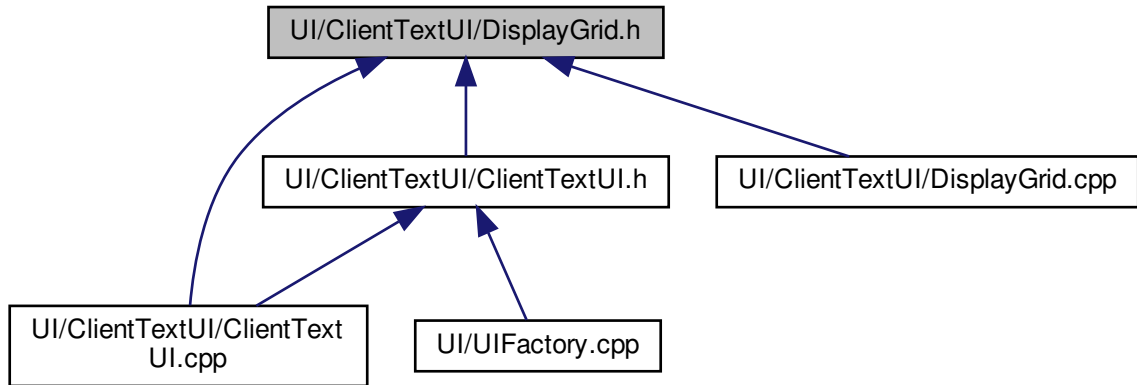 UI/ClientTextUI/DisplayGrid.h
UI/ClientTextUI/ClientTextUI.h
UI/ClientTextUI/DisplayGrid.cpp
UI/ClientTextUI/ClientText
UI.cpp
UI/UIFactory.cpp